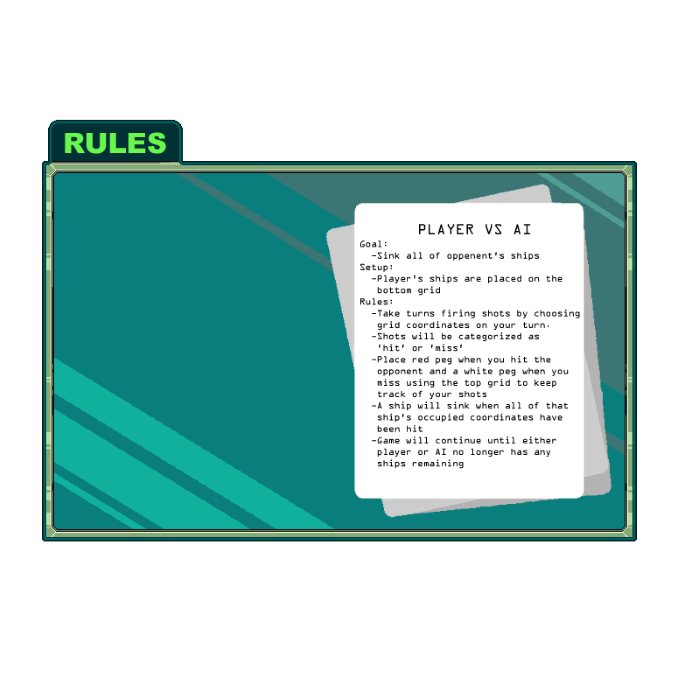 RULES
PLAYER VS AI
Goal:
-Sink all of oppenent's ships
Setup:
-Player's ships are placed on the
bottom grid
Rules:
-Take turns firing shots by choosing
grid coordinates on your turn.
-Shots will be categorized as
'hit' or 'miss'
-Place red peg when you hit the
opponent and a white peg when you
miss using the top grid to keep
track of your shots
-A ship will sink when all of that
ship's occupied coordinates have
been hit
-Game will continue until either
player or AI no longer has any
ships remaining